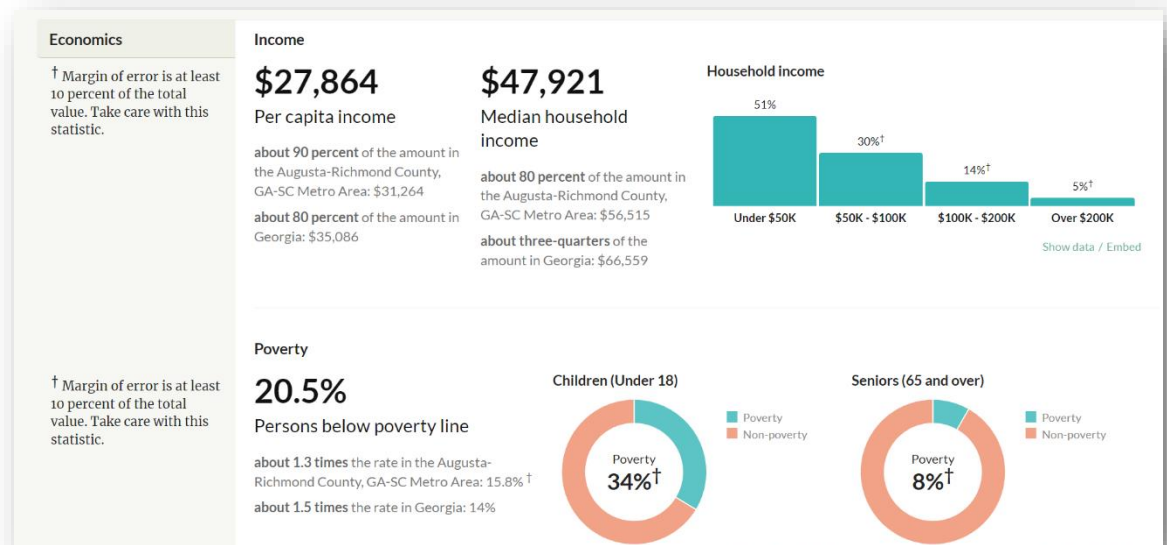 Economics
† Margin of error is at least
10 percent of the total
value. Take care with this
statistic.
Income
$27,864
Per capita income
about 90 percent of the amount in
the Augusta-Richmond County,
GA-SC Metro Area: $31,264
about 80 percent of the amount in
Georgia: $35,086
$47,921
Median household
income
about 80 percent of the amount in
the Augusta-Richmond County,
GA-SC Metro Area: $56,515
about three-quarters of the
amount in Georgia: $66,559
Household income
51%
30%†
14%†
5%†
Under $50K
$50K - $100K
$100K - $200K
Over $200K
Show data / Embed
† Margin of error is at least
10 percent of the total
value. Take care with this
statistic.
Poverty
20.5%
Persons below poverty line
about 1.3 times the rate in the Augusta-
Richmond County, GA-SC Metro Area: 15.8% †
about 1.5 times the rate in Georgia: 14%
Children (Under 18)
Poverty
34%†
Poverty
Non-poverty
Seniors (65 and over)
Poverty
8%†
Poverty
Non-poverty